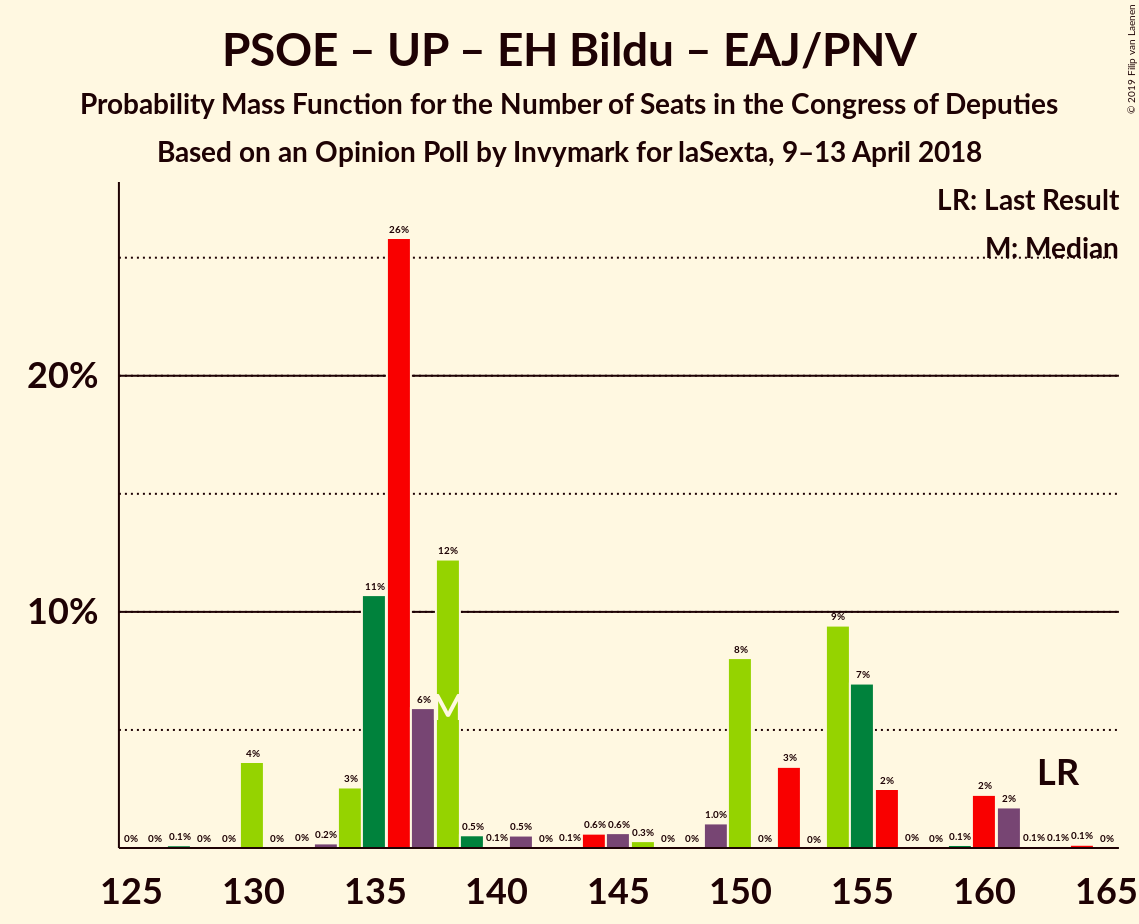 PSOE – UP – EH Bildu – EAJ/PNV
Probability Mass Function for the Number of Seats in the Congress of Deputies
Based on an Opinion Poll by Invymark for laSexta, 9–13 April 2018
© 2019 Filip van Laenen
LR: Last Result
M: Median
20%
10%
0% 0% 0.1% 0% 0% 4% 0% 0% 0.2% 3% 11% 26% 6% 12% 0.5% 0.1% 0.5% 0% 0.1% 0.6% 0.6% 0.3% 0% 0% 1.0% 8% 0% 3% 0% 9% 7% 2% 0% 0% 0.1% 2% 2% 0.1% 0.1% 0.1% 0%
M
LR
125 130 135 140 145 150 155 160 165